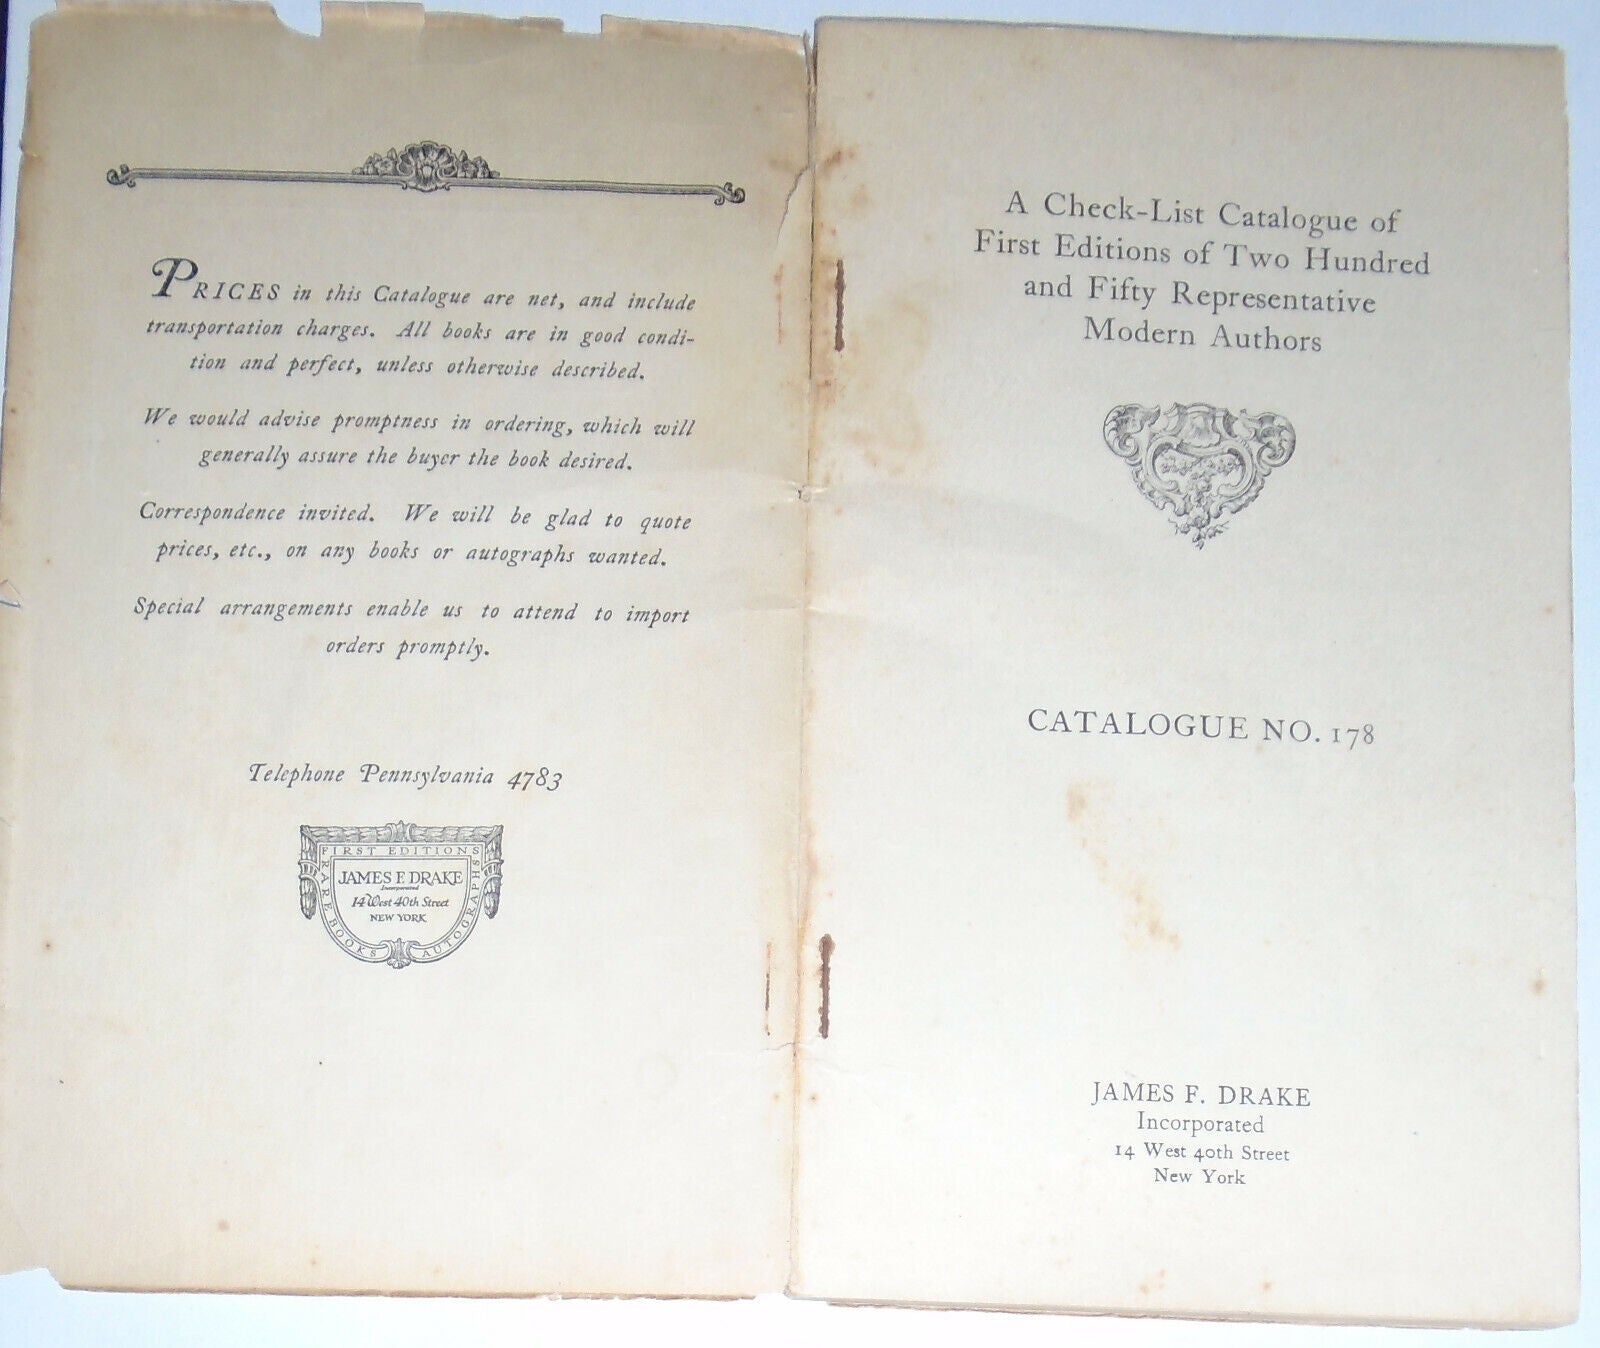 PRICES in this Catalogue are net, and include
transportation charges. All books are in good condi-
tion and perfect, unless otherwise described.
We would advise promptness in ordering, which will
generally assure the buyer the book desired.
Correspondence invited. We will be glad to quote
prices, etc., on any books or autographs wanted.
Special arrangements enable us to attend to import
orders promptly.
Telephone Pennsylvania 4783
FIRST EDITIONS
RARE BOOKS
AUTOGRAPHS
JAMES F. DRAKE
Incorporated
14 West 40th Street
NEW YORK
A Check-List Catalogue of
First Editions of Two Hundred
and Fifty Representative
Modern Authors
CATALOGUE NO. 178
JAMES F. DRAKE
Incorporated
14 West 40th Street
New York